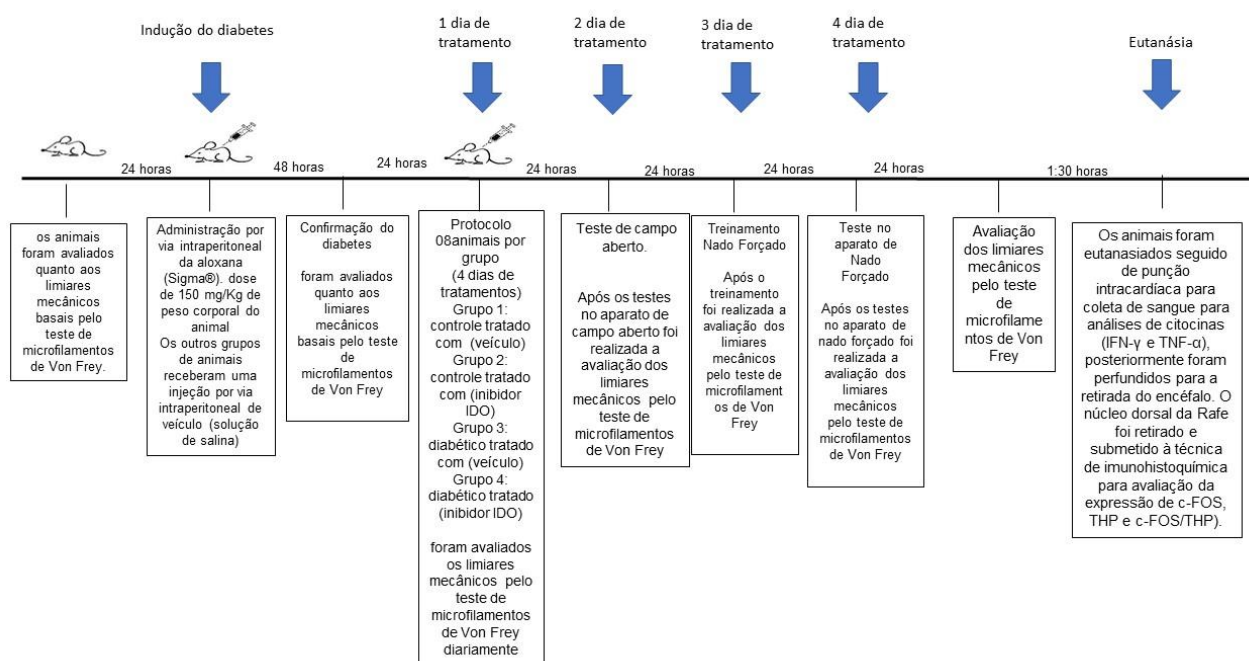 Indução do diabetes
1 dia de
tratamento
2 dia de
tratamento
3 dia de
tratamento
4 dia de
tratamento
Eutanásia
24 horas
48 horas
24 horas
24 horas
24 horas
24 horas
24 horas
1:30 horas
os animais
foram avaliados
quanto aos
limiares
mecânicos
basais pelo
teste de
microfilamentos
de Von Frey.
Administração por
via intraperitoneal
da aloxana
(Sigma®). dose
de 150 mg/Kg de
peso corporal do
animal
Os outros grupos
de animais
receberam uma
injeção por via
intraperitoneal de
veículo (solução
de salina)
Confirmação do
diabetes
foram avaliados
quanto aos
limiares
mecânicos
basais pelo
teste de
microfilamentos
de Von Frey
Protocolo
08animais por
grupo
(4 dias de
tratamentos)
Grupo 1:
controle tratado
com (veículo)
Grupo 2:
controle tratado
com (inibidor
IDO)
Grupo 3:
diabético tratado
com (veículo)
Grupo 4:
diabético tratado
(inibidor IDO)
foram avaliados
os limiares
mecânicos pelo
teste de
microfilamentos
de Von Frey
diariamente
Teste de campo
aberto.
Após os testes
no aparato de
campo aberto foi
realizada a
avaliação dos
limiares
mecânicos pelo
teste de
microfilamentos
de Von Frey
Treinamento
Nado Forçado
Após o
treinamento
foi realizada a
avaliação dos
limiares
mecânicos
pelo teste de
microfilament
os de Von
Frey
Teste no
aparato de
Nado
Forçado
Após os testes
no aparato de
nado forçado foi
realizada a
avaliação dos
limiares
mecânicos
pelo teste de
microfilamentos
de Von Frey
Avaliação
dos limiares
mecânicos
pelo teste
de
microfilame
ntos de Von
Frey
Os animais foram
eutanasiados seguido
de punção
intracardíaca para
coleta de sangue para
análises de citocinas
(IFN-γ e TNF-α),
posteriormente foram
perfundidos para a
retirada do encéfalo. O
núcleo dorsal da Rafe
foi retirado e
submetido à técnica
de imunohistoquímica
para avaliação da
expressão de c-FOS,
THP e c-FOS/THP).